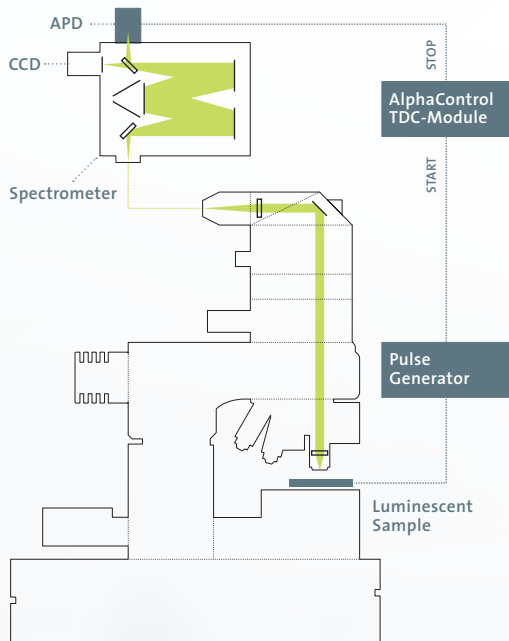 APD
CCD
STOP
AlphaControl
TDC-Module
START
Spectrometer
Pulse
Generator
Luminescent
Sample